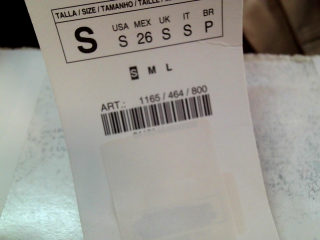 TALLA / SIZE / TAMANHO / TAILLE /
S
USA MEX UK IT BR
S 26 S S P
S M L
ART.: 1165 / 464 / 800